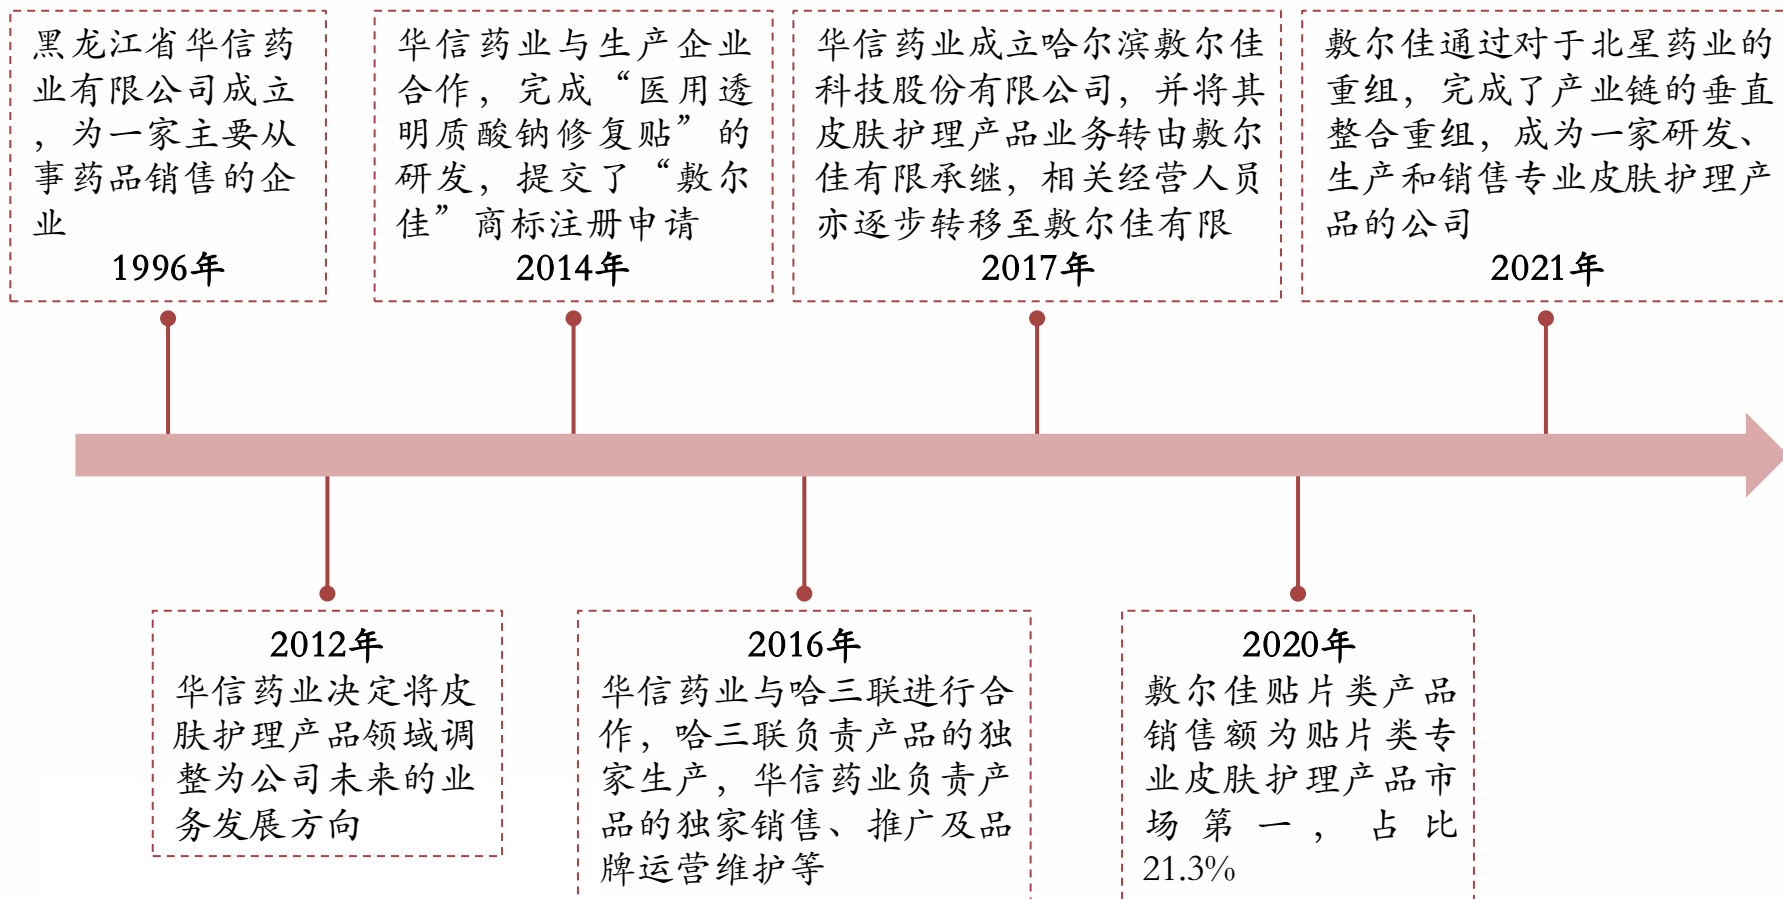 黑龙江省华信药
业有限公司成立
，为一家主要从
事药品销售的企
业
1996年
华信药业与生产企业
合作，完成“医用透
明质酸钠修复贴”的
研发，提交了“敷尔
佳”商标注册申请
2014年
华信药业成立哈尔滨敷尔佳
科技股份有限公司，并将其
皮肤护理产品业务转由敷尔
佳有限承继，相关经营人员
亦逐步转移至敷尔佳有限
2017年
敷尔佳通过对于北星药业的
重组，完成了产业链的垂直
整合重组，成为一家研发、
生产和销售专业皮肤护理产
品的公司
2021年
2012年
华信药业决定将皮
肤护理产品领域调
整为公司未来的业
务发展方向
2016年
华信药业与哈三联进行合
作，哈三联负责产品的独
家生产，华信药业负责产
品的独家销售、推广及品
牌运营维护等
2020年
敷尔佳贴片类产品
销售额为贴片类专
业皮肤护理产品市
场第一，占比
21.3%